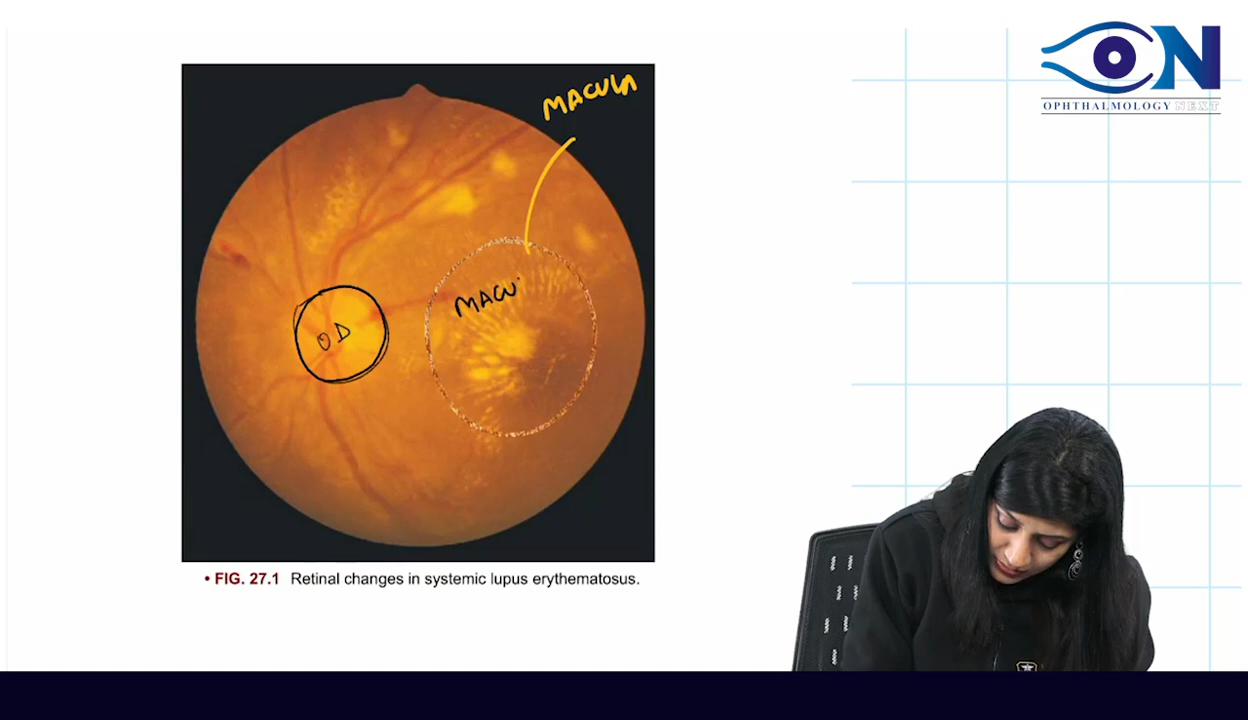 MACULA
OPHTHALMOLOGY NEXT
MACU
OD
• FIG. 27.1 Retinal changes in systemic lupus erythematosus.